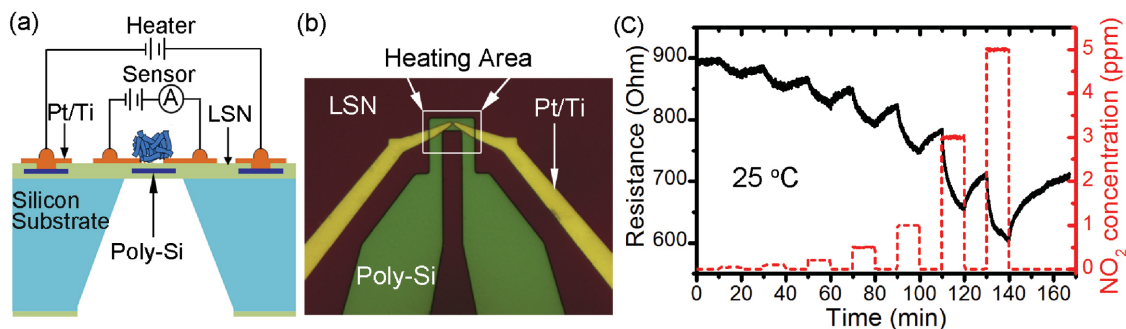 (a)
Heater
Sensor
A
Pt/Ti
LSN
Silicon
Substrate
Poly-Si
(b)
Heating Area
LSN
Pt/Ti
Poly-Si
(c)
Resistance (Ohm)
900
800
700
600
25 °C
0 20 40 60 80 100 120 140 160
Time (min)
5
4
3
2
1
0
NO₂ concentration (ppm)